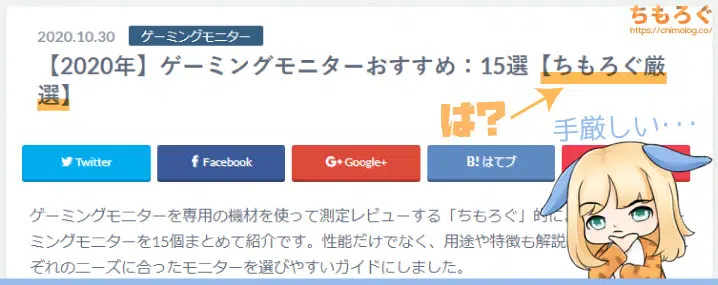 ちもろぐ
https://chimolog.co/
2020.10.30 ゲーミングモニター
【2020年】ゲーミングモニターおすすめ：15選【ちもろぐ厳
選】
は?
手厳しい･･･
Twitter
Facebook
G+ Google+
B! はてブ
ゲーミングモニターを専用の機材を使って測定レビューする「ちもろぐ」的に、
ミングモニターを15個まとめて紹介です。性能だけでなく、用途や特徴も解説
ぞれのニーズに合ったモニターを選びやすいガイドにしました。